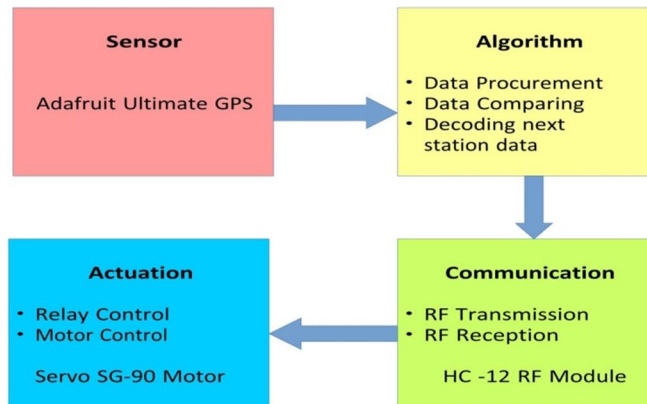 Sensor
Adafruit Ultimate GPS
Algorithm
• Data Procurement
• Data Comparing
• Decoding next
station data
Actuation
• Relay Control
• Motor Control
Servo SG-90 Motor
Communication
• RF Transmission
• RF Reception
HC -12 RF Module